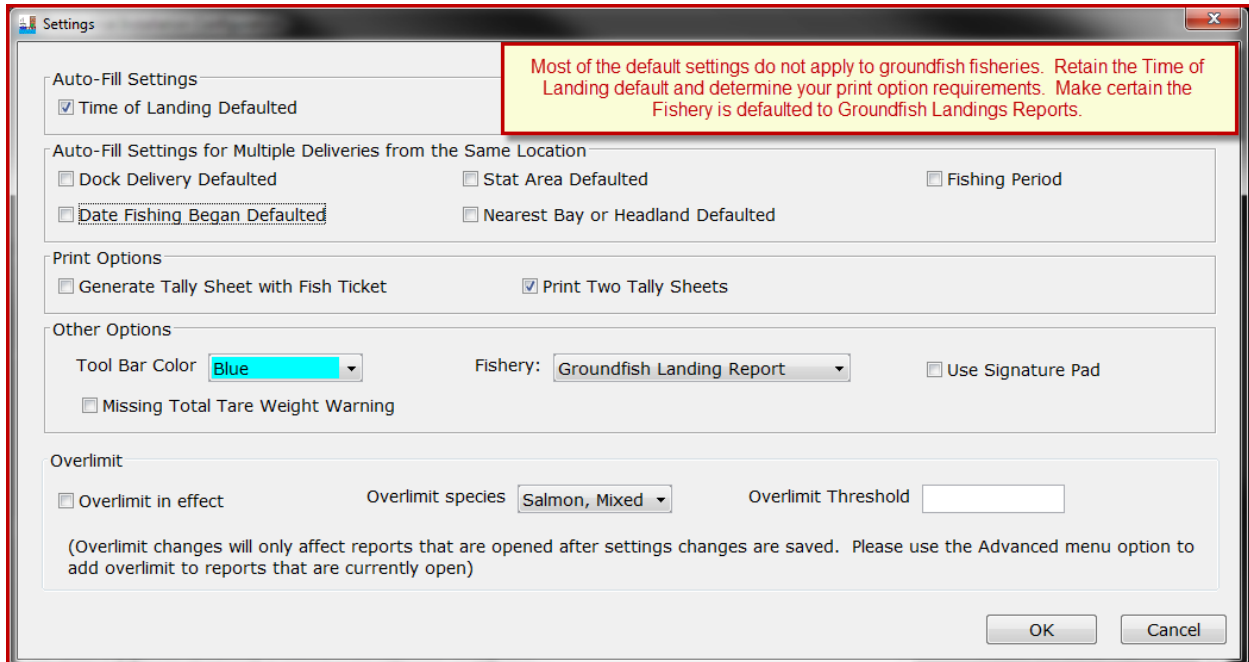 Settings
Most of the default settings do not apply to groundfish fisheries. Retain the Time of
Landing default and determine your print option requirements. Make certain the
Fishery is defaulted to Groundfish Landings Reports.
Auto-Fill Settings
Time of Landing Defaulted
Auto-Fill Settings for Multiple Deliveries from the Same Location
Dock Delivery Defaulted Stat Area Defaulted Fishing Period
Date Fishing Began Defaulted Nearest Bay or Headland Defaulted
Print Options
Generate Tally Sheet with Fish Ticket Print Two Tally Sheets
Other Options
Tool Bar Color Blue Fishery: Groundfish Landing Report Use Signature Pad
Missing Total Tare Weight Warning
Overlimit
Overlimit in effect Overlimit species Salmon, Mixed Overlimit Threshold
(Overlimit changes will only affect reports that are opened after settings changes are saved. Please use the Advanced menu option to
add overlimit to reports that are currently open)
OK Cancel